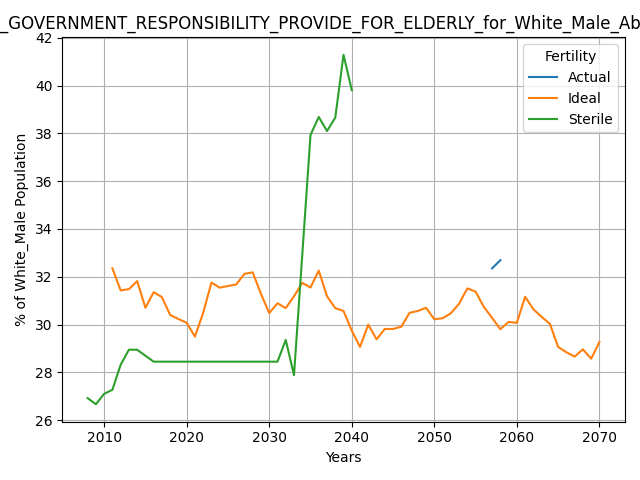 _GOVERNMENT_RESPONSIBILITY_PROVIDE_FOR_ELDERLY_for_White_Male_Ab
42
40
38
36
34
32
30
28
26
% of White_Male Population
Fertility
Actual
Ideal
Sterile
2010 2020 2030 2040 2050 2060 2070
Years